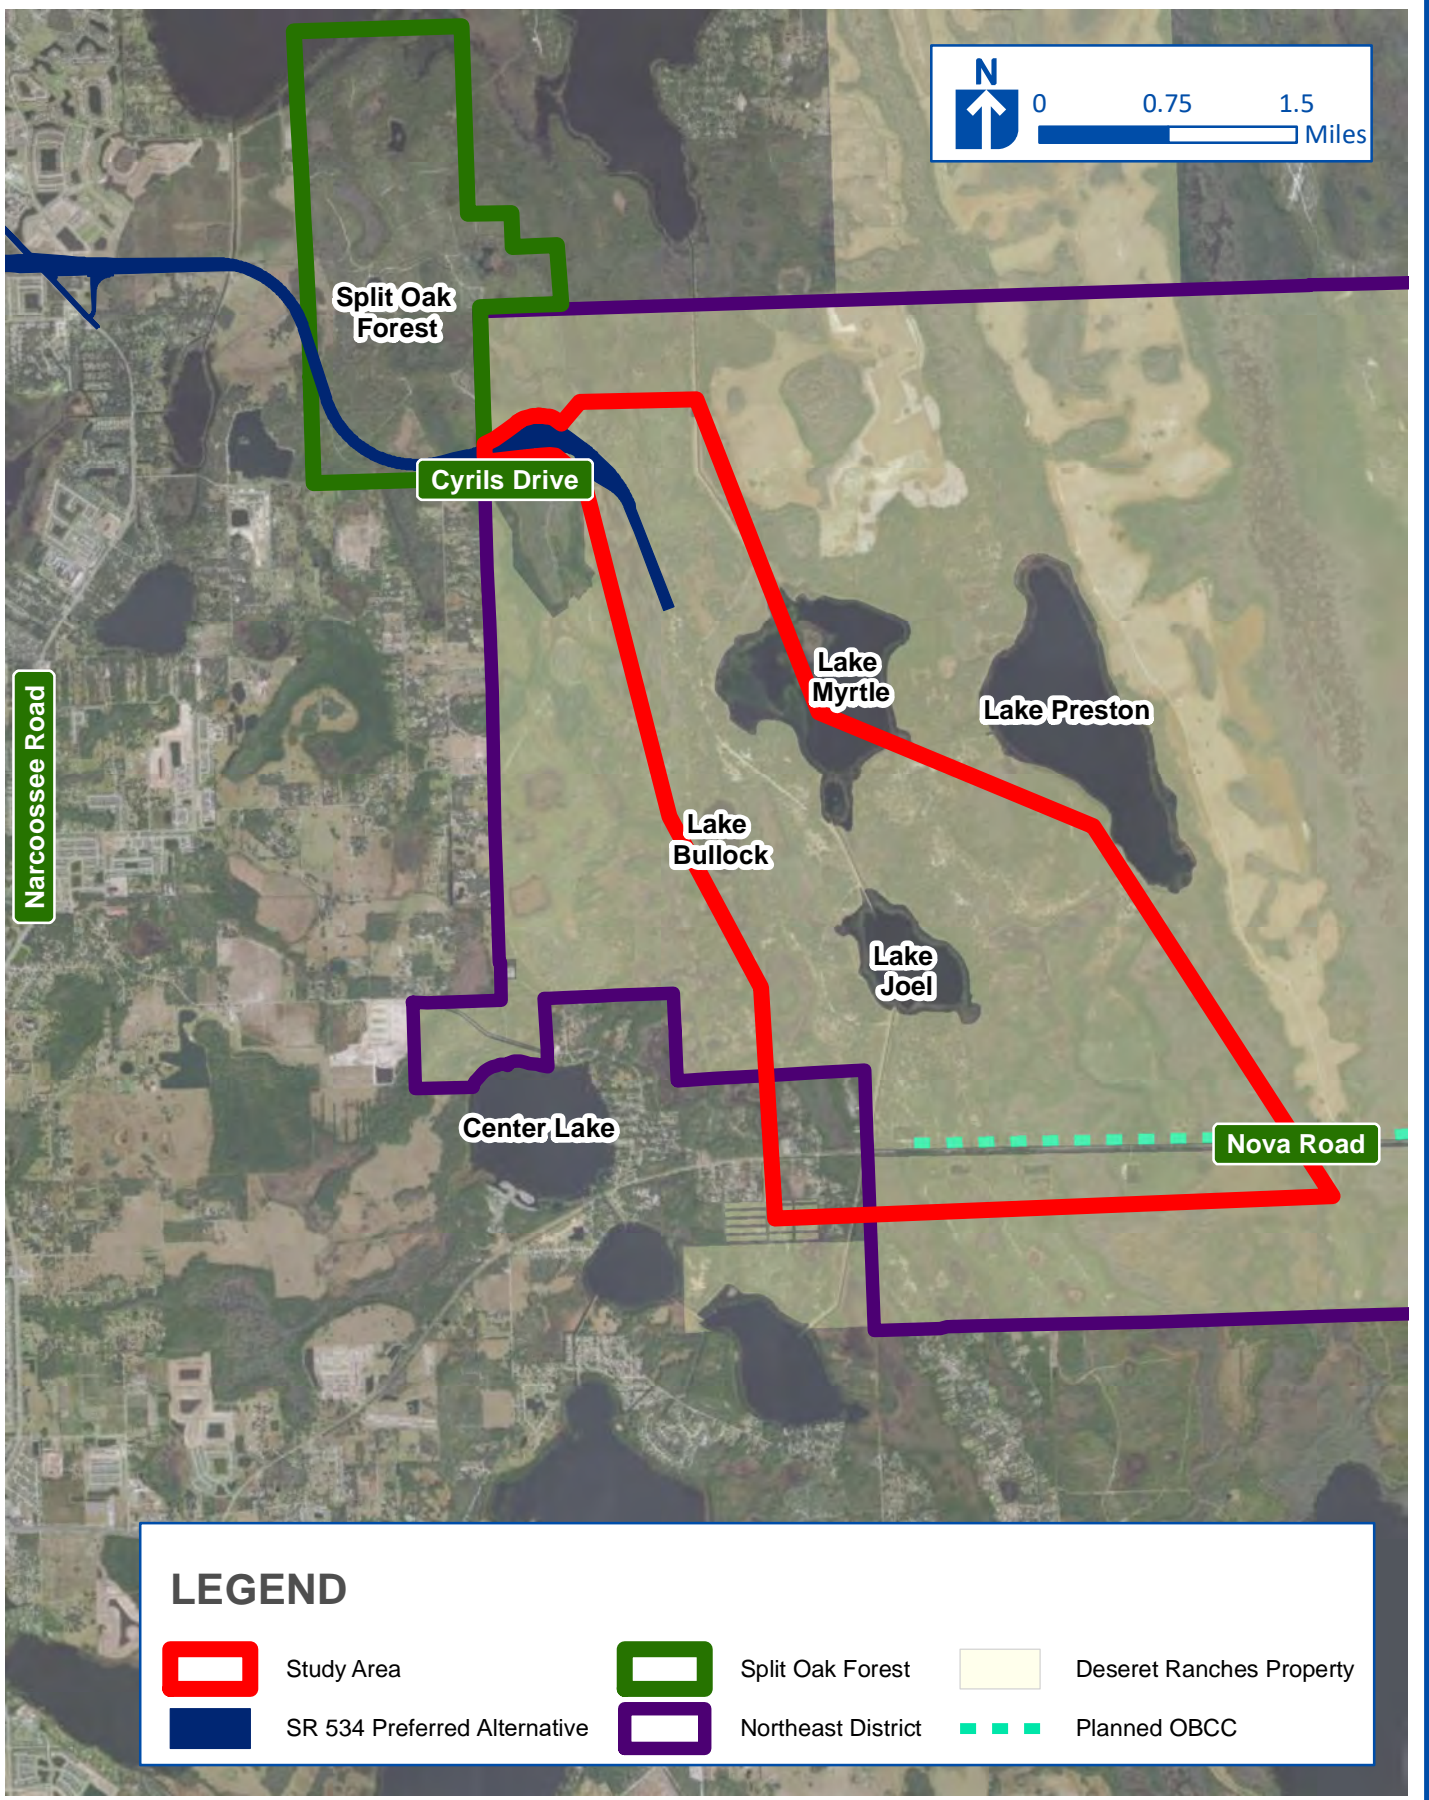 N
0 0.75 1.5
Miles
Split Oak
Forest
Cyrils Drive
Lake
Myrtle
Lake Preston
Narcoossee Road
Lake
Bullock
Lake
Joel
Center Lake
Nova Road
LEGEND
Study Area
Split Oak Forest
Deseret Ranches Property
SR 534 Preferred Alternative
Northeast District
Planned OBCC